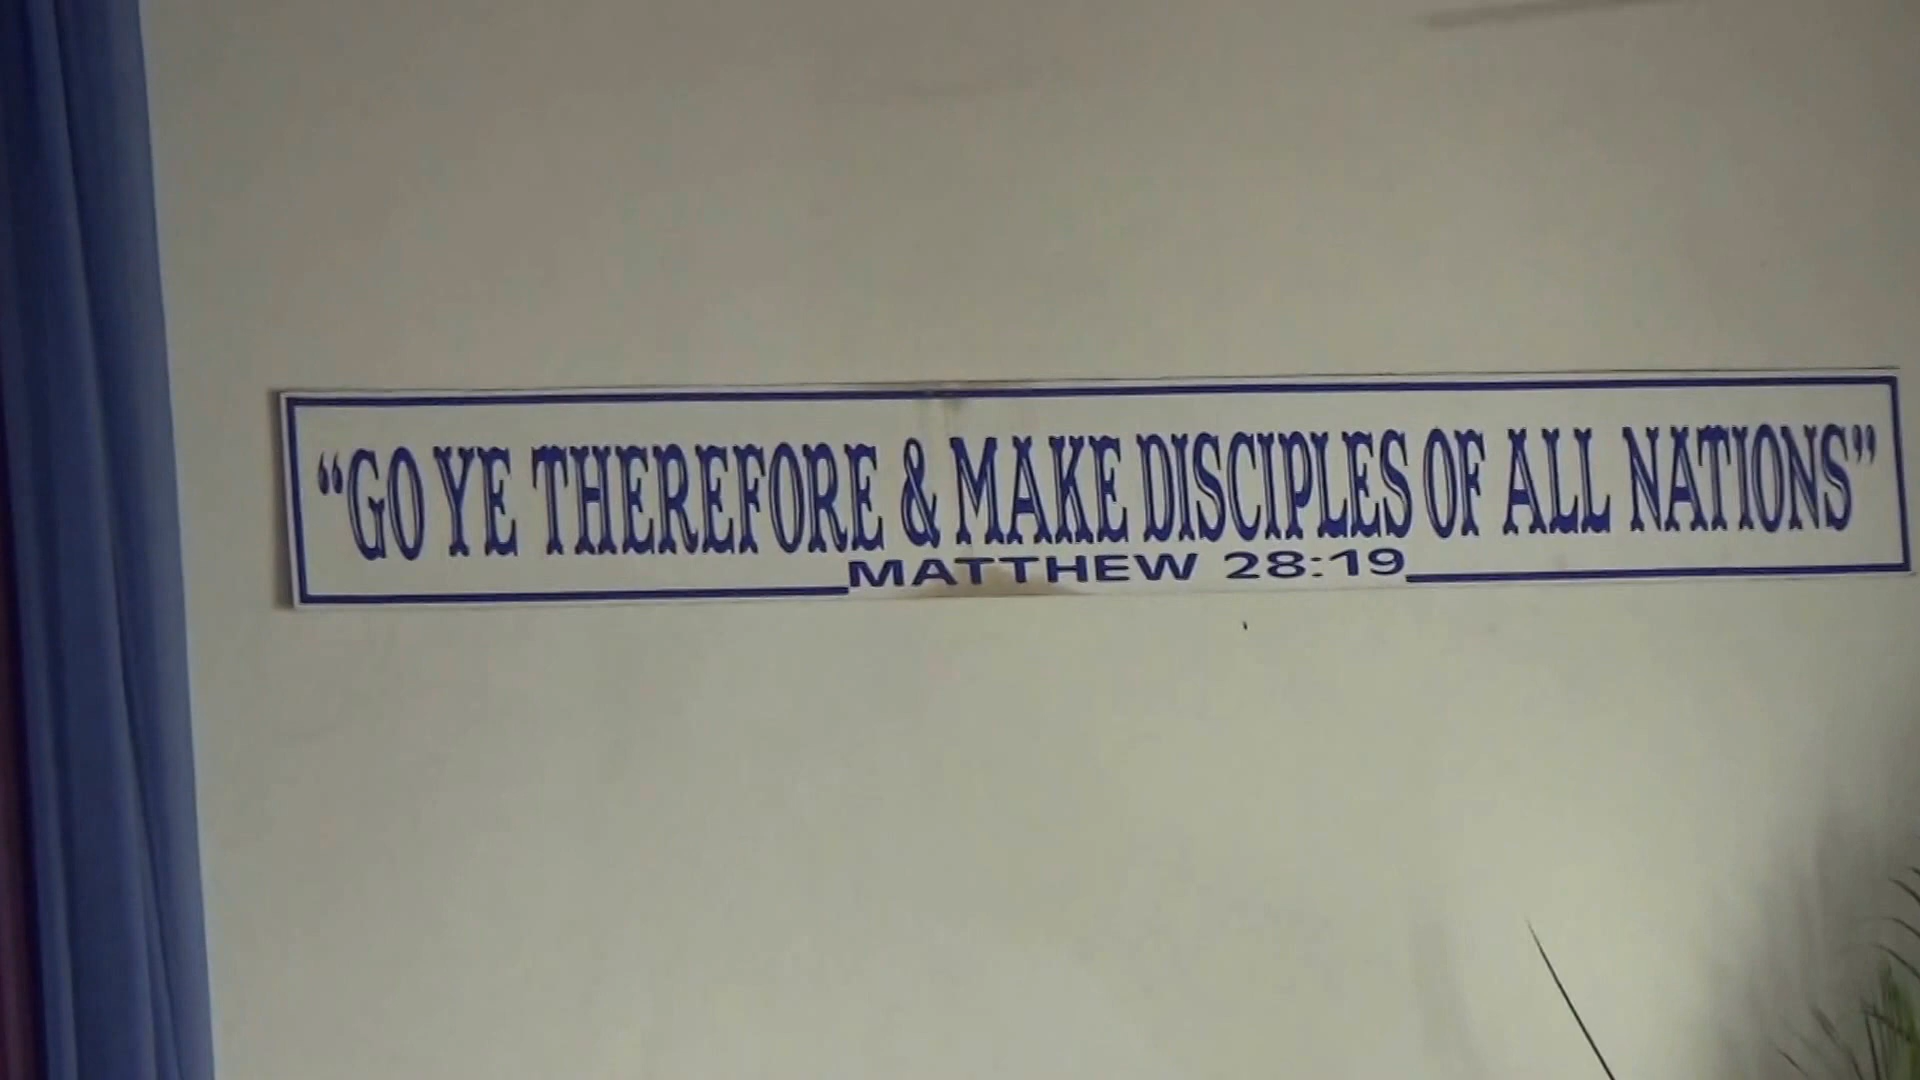 “GO YE THEREFORE & MAKE DISCIPLES OF ALL NATIONS”
MATTHEW 28:19